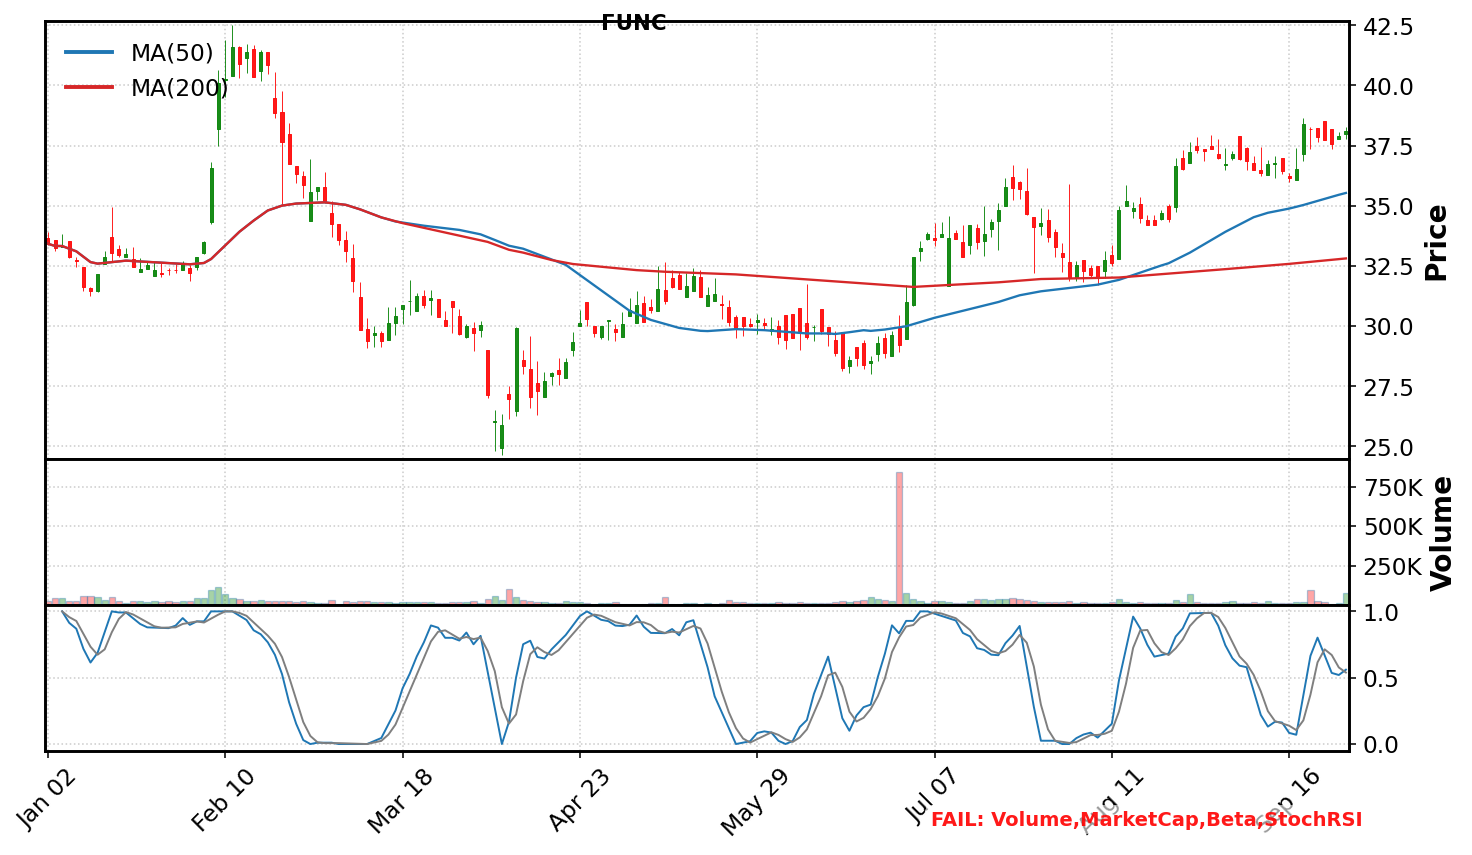 FUNC
MA(50)
MA(200)
42.5
40.0
37.5
35.0
32.5
30.0
27.5
25.0
Price
750K
500K
250K
Volume
1.0
0.5
0.0
Jan 02
Feb 10
Mar 18
Apr 23
May 29
Jul 07
Aug 11
Sep 16
FAIL: Volume,MarketCap,Beta,StochRSI